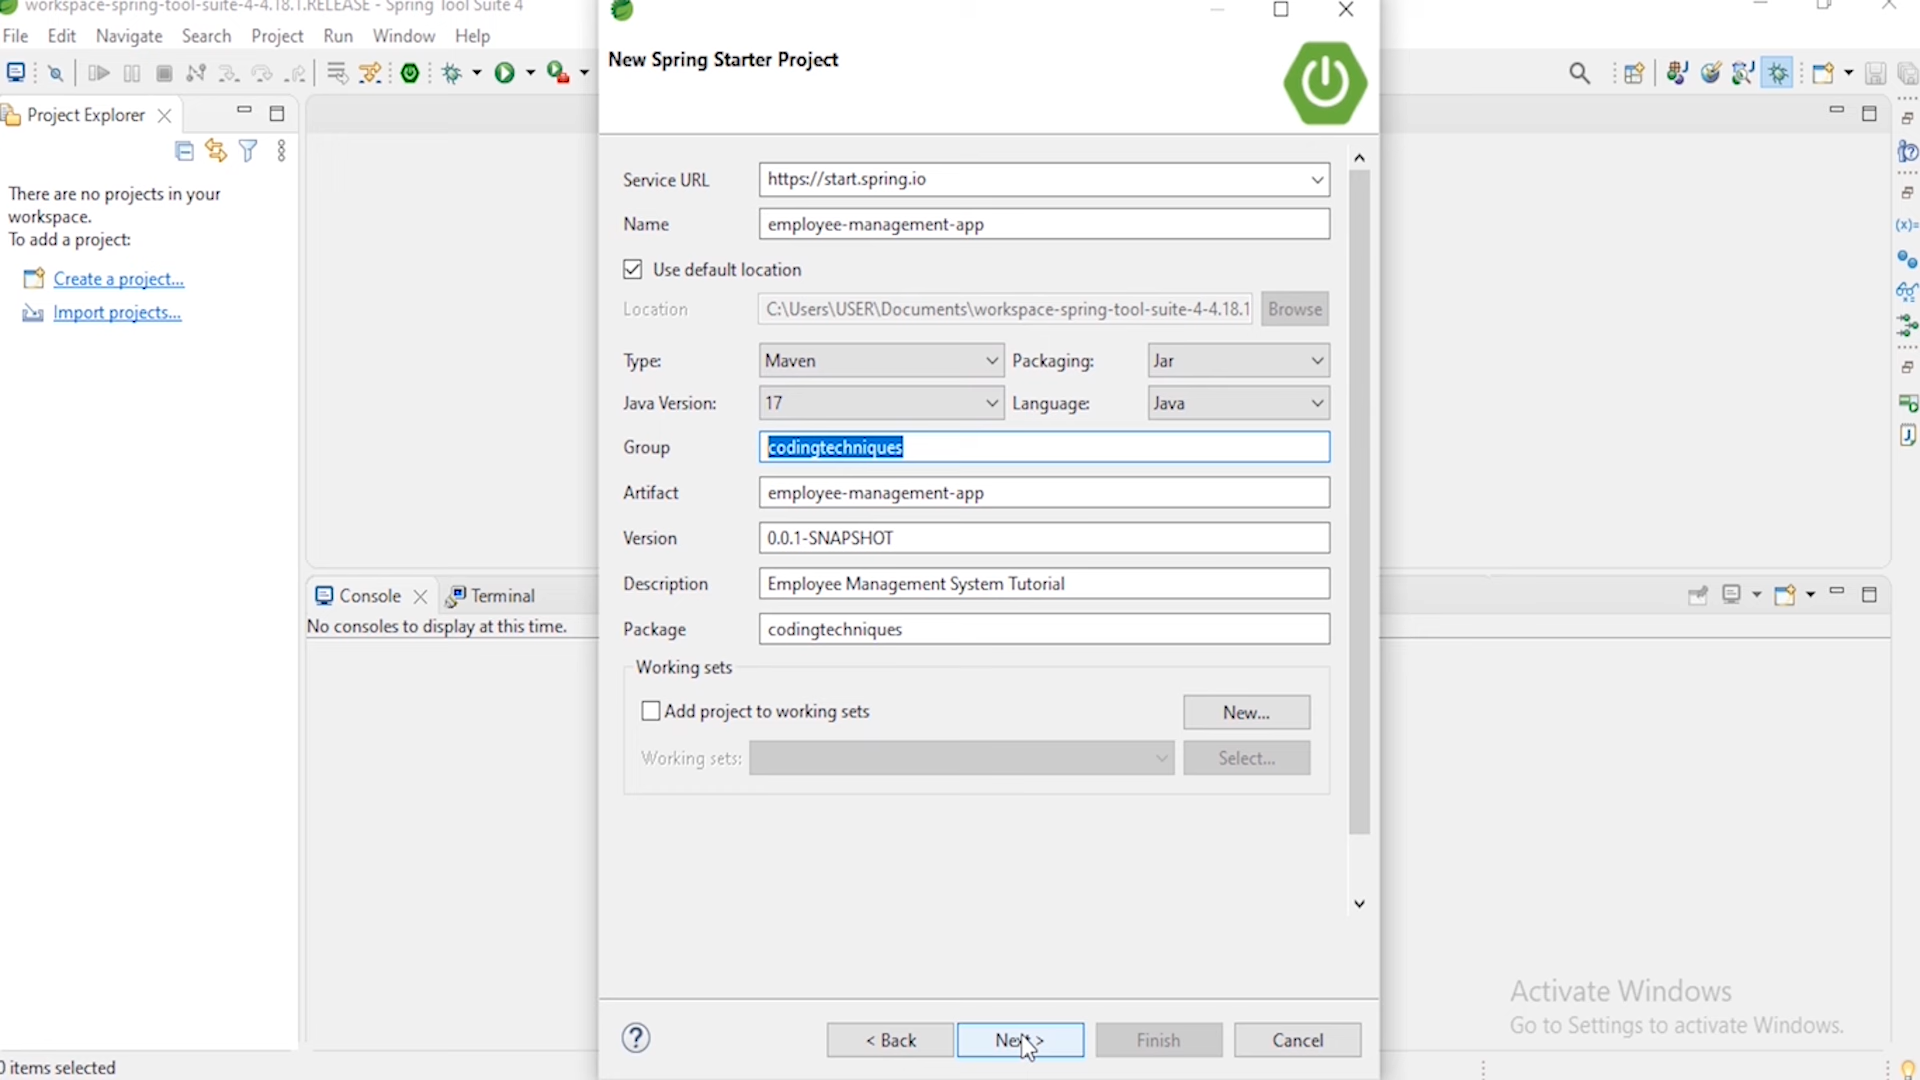 workspace-spring-tool-suite-4-4.18.1.RELEASE - Spring Tool Suite 4
File Edit Navigate Search Project Run Window Help
Project Explorer
There are no projects in your
workspace.
To add a project:
Create a project...
Import projects...
New Spring Starter Project
Service URL https://start.spring.io
Name employee-management-app
Use default location
Location C:\Users\USER\Documents\workspace-spring-tool-suite-4-4.18.1 Browse
Type: Maven Packaging: Jar
Java Version: 17 Language: Java
Group codingtechniques
Artifact employee-management-app
Version 0.0.1-SNAPSHOT
Description Employee Management System Tutorial
Package codingtechniques
Working sets
Add project to working sets New...
Working sets: Select...
< Back Next > Finish Cancel
Console Terminal
No consoles to display at this time.
(x)=
Activate Windows
Go to Settings to activate Windows.
0 items selected